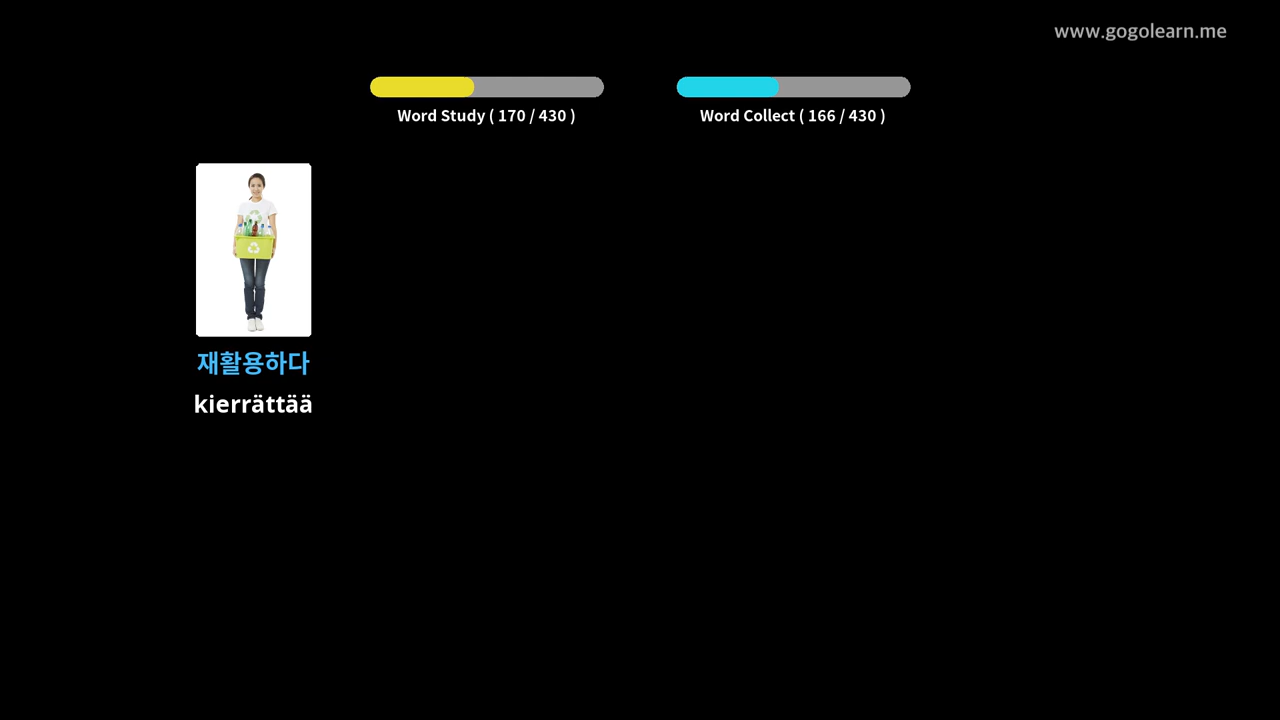 www.gogolearn.me
Word Study ( 170 / 430 )
Word Collect ( 166 / 430 )
재활용하다
kierrättää